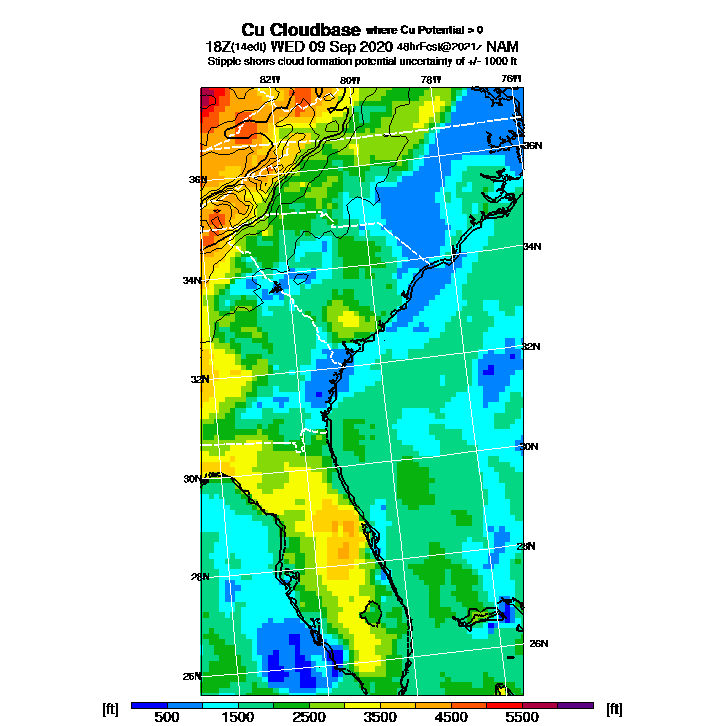 Cu Cloudbase where Cu Potential > 0
18Z(14edt) WED 09 Sep 2020 48hrFcst@2021z NAM
Stipple shows cloud formation potential uncertainty of +/- 1000 ft
82W 80W 78W 76W
36N
36N
34N
34N
32N
32N
30N
30N
28N
28N
26N
26N
[ft] 500 1500 2500 3500 4500 5500 [ft]